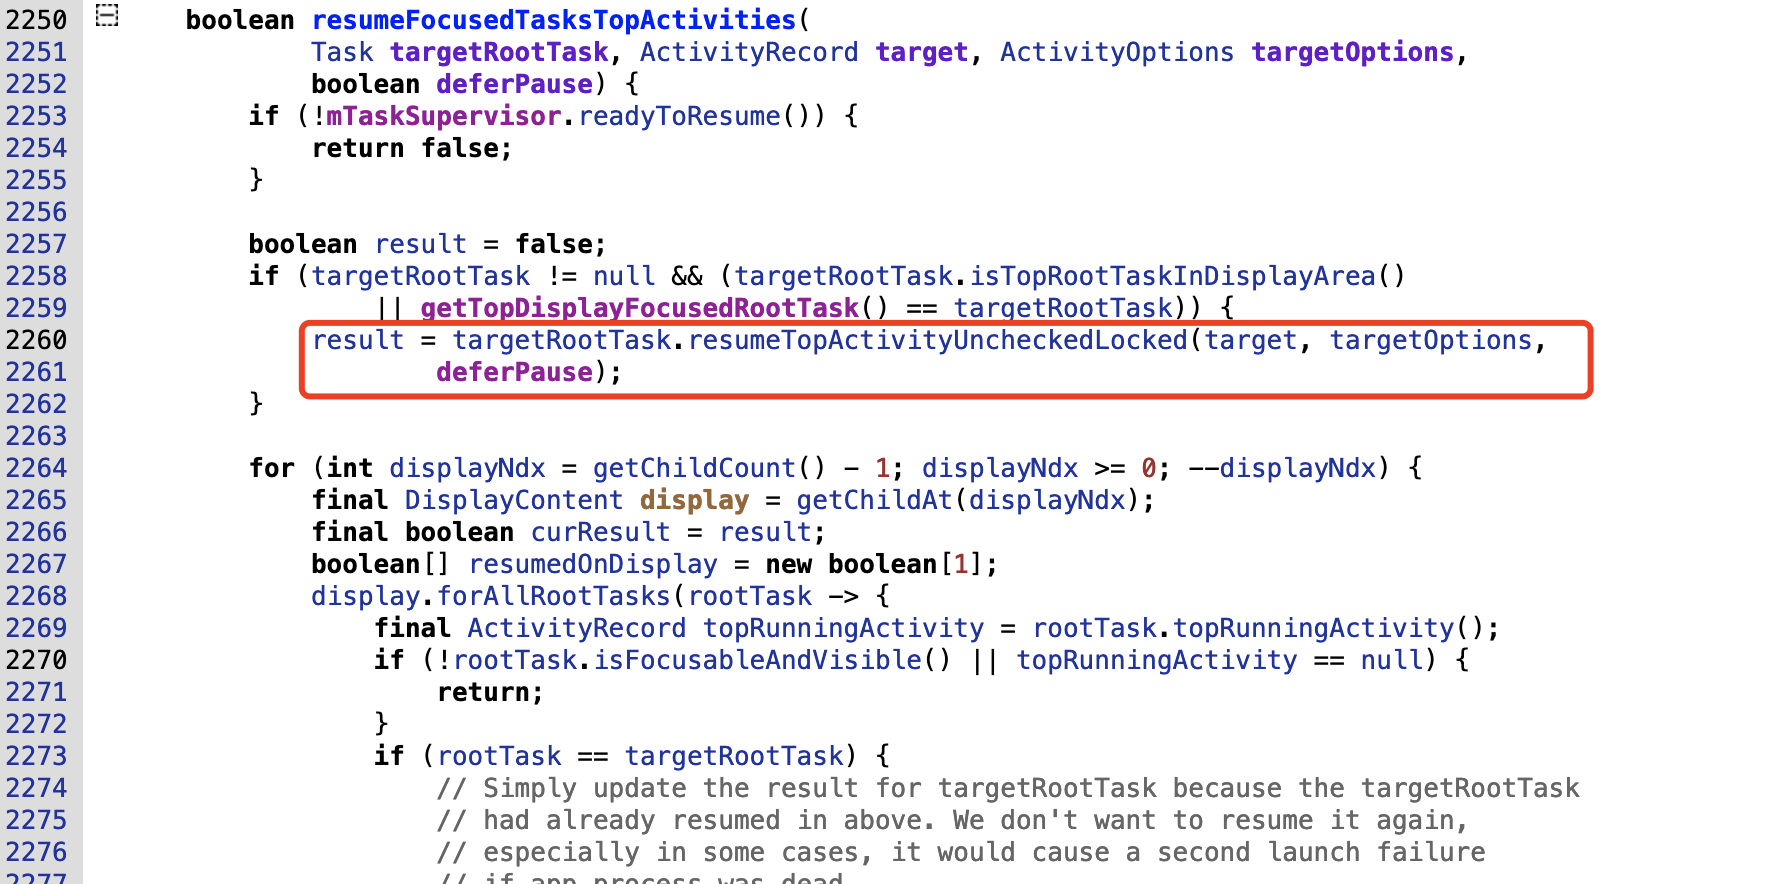 2250 boolean resumeFocusedTasksTopActivities(
2251 Task targetRootTask, ActivityRecord target, ActivityOptions targetOptions,
2252 boolean deferPause) {
2253 if (!mTaskSupervisor.readyToResume()) {
2254 return false;
2255 }
2256
2257 boolean result = false;
2258 if (targetRootTask != null && (targetRootTask.isTopRootTaskInDisplayArea()
2259 || getTopDisplayFocusedRootTask() == targetRootTask)) {
2260 result = targetRootTask.resumeTopActivityUncheckedLocked(target, targetOptions,
2261 deferPause);
2262 }
2263
2264 for (int displayNdx = getChildCount() - 1; displayNdx >= 0; --displayNdx) {
2265 final DisplayContent display = getChildAt(displayNdx);
2266 final boolean curResult = result;
2267 boolean[] resumedOnDisplay = new boolean[1];
2268 display.forAllRootTasks(rootTask -> {
2269 final ActivityRecord topRunningActivity = rootTask.topRunningActivity();
2270 if (!rootTask.isFocusableAndVisible() || topRunningActivity == null) {
2271 return;
2272 }
2273 if (rootTask == targetRootTask) {
2274 // Simply update the result for targetRootTask because the targetRootTask
2275 // had already resumed in above. We don't want to resume it again,
2276 // especially in some cases, it would cause a second launch failure
2277 // if app process was dead